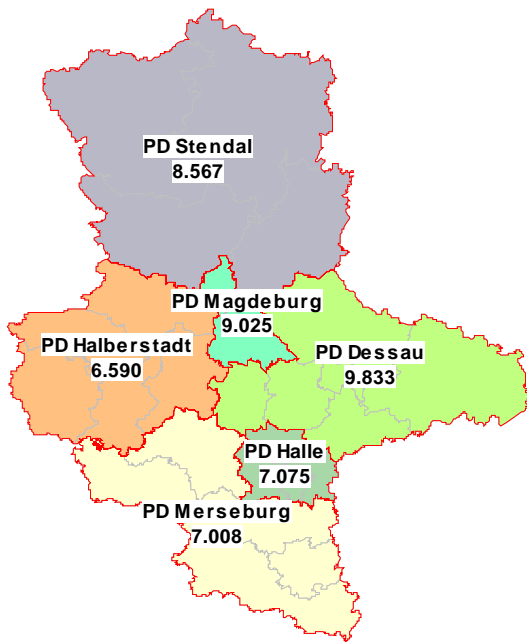 PD Stendal
8.567
PD Magdeburg
9.025
PD Halberstadt
6.590
PD Dessau
9.833
PD Halle
7.075
PD Merseburg
7.008